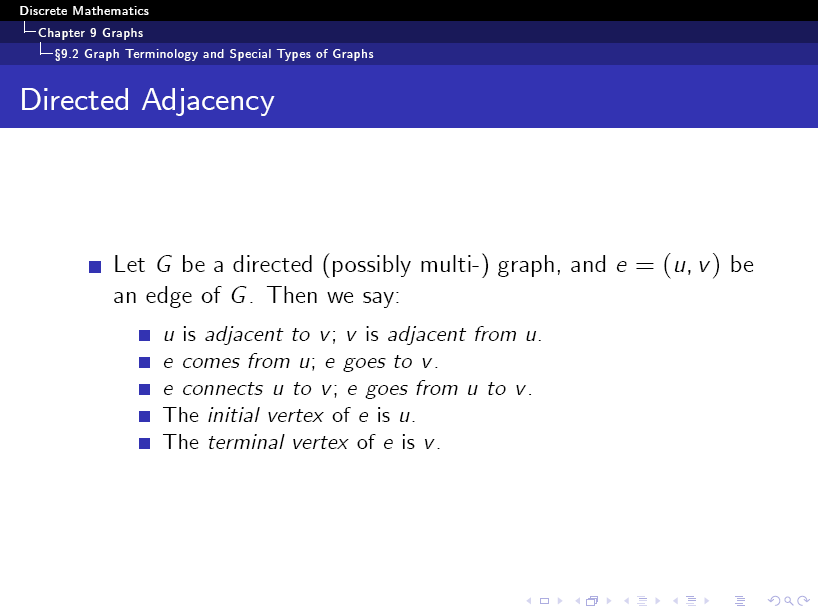 Discrete Mathematics
Chapter 9 Graphs
§9.2 Graph Terminology and Special Types of Graphs
Directed Adjacency
Let G be a directed (possibly multi-) graph, and e = (u, v) be
an edge of G. Then we say:
u is adjacent to v; v is adjacent from u.
e comes from u; e goes to v.
e connects u to v; e goes from u to v.
The initial vertex of e is u.
The terminal vertex of e is v.